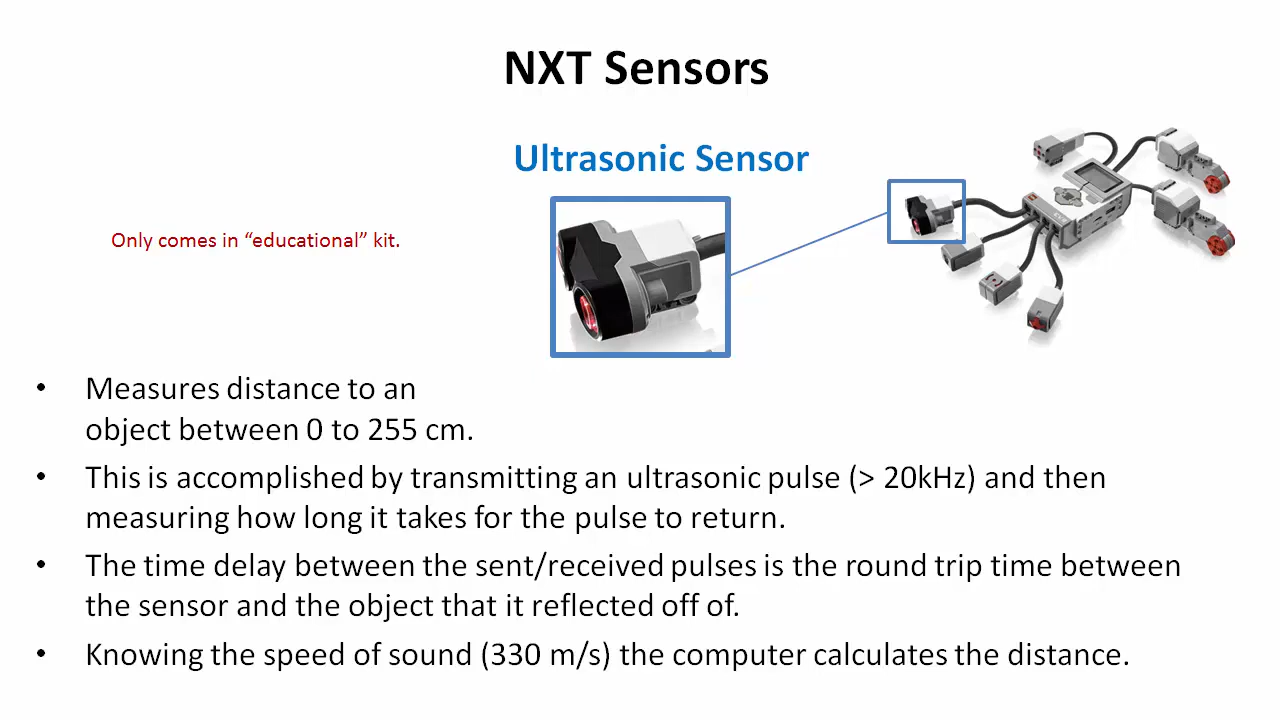 NXT Sensors
Ultrasonic Sensor
Only comes in “educational” kit.
• Measures distance to an
object between 0 to 255 cm.
• This is accomplished by transmitting an ultrasonic pulse (> 20kHz) and then
measuring how long it takes for the pulse to return.
• The time delay between the sent/received pulses is the round trip time between
the sensor and the object that it reflected off of.
• Knowing the speed of sound (330 m/s) the computer calculates the distance.